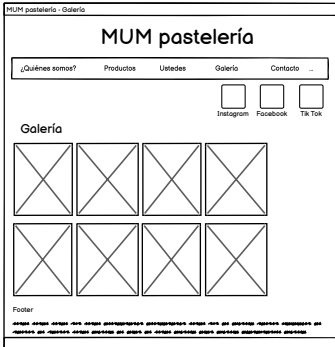 MUM pastelería - Galería
MUM pastelería
¿Quiénes somos? Productos Ustedes Galería Contacto ...
Instagram Facebook Tik Tok
Galería
Footer